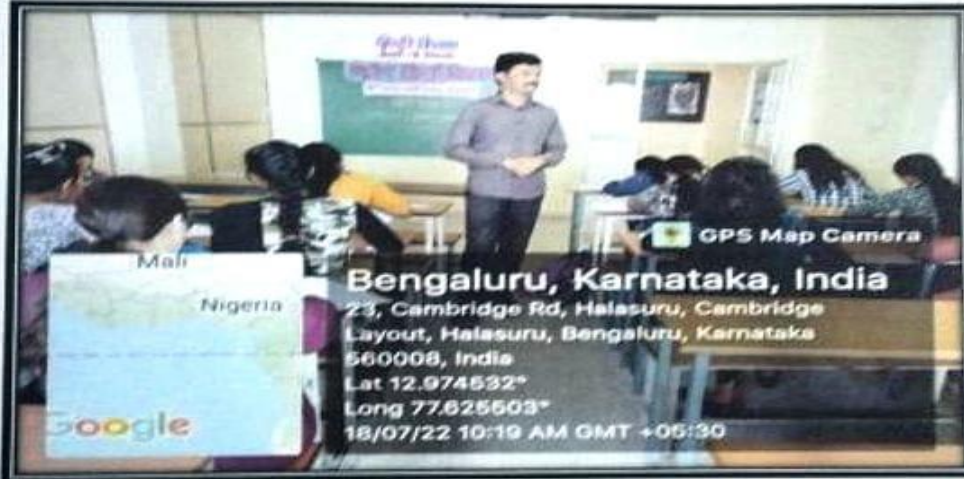 GPS Map Camera
Mali
Nigeria
Google
Bengaluru, Karnataka, India
23, Cambridge Rd, Halasuru, Cambridge
Layout, Halasuru, Bengaluru, Karnataka
560008, India
Lat 12.974532°
Long 77.625503°
18/07/22 10:19 AM GMT +05:30